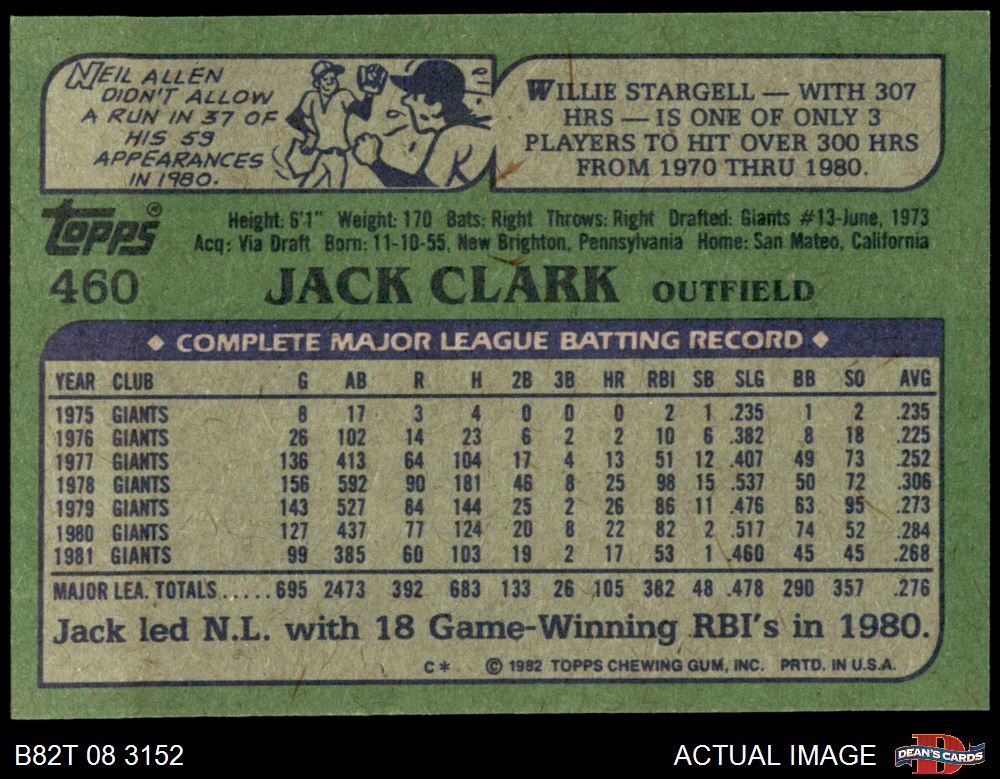 NEIL ALLEN
DIDN'T ALLOW
A RUN IN 37 OF
HIS 59
APPEARANCES
IN 1980.
K
WILLIE STARGELL — WITH 307
HRS — IS ONE OF ONLY 3
PLAYERS TO HIT OVER 300 HRS
FROM 1970 THRU 1980.
TOPPS®
Height: 6'1" Weight: 170 Bats: Right Throws: Right Drafted: Giants #13-June, 1973
Acq: Via Draft Born: 11-10-55, New Brighton, Pennsylvania Home: San Mateo, California
460 JACK CLARK OUTFIELD
◆ COMPLETE MAJOR LEAGUE BATTING RECORD ◆
YEAR CLUB G AB R H 2B 3B HR RBI SB SLG BB SO AVG
1975 GIANTS 8 17 3 4 0 0 0 2 1 .235 1 2 .235
1976 GIANTS 26 102 14 23 6 2 2 10 6 .382 8 18 .225
1977 GIANTS 136 413 64 104 17 4 13 51 12 .407 49 73 .252
1978 GIANTS 156 592 90 181 46 8 25 98 15 .537 50 72 .306
1979 GIANTS 143 527 84 144 25 2 26 86 11 .476 63 95 .273
1980 GIANTS 127 437 77 124 20 8 22 82 2 .517 74 52 .284
1981 GIANTS 99 385 60 103 19 2 17 53 1 .460 45 45 .268
MAJOR LEA. TOTALS.....695 2473 392 683 133 26 105 382 48 .478 290 357 .276
Jack led N.L. with 18 Game-Winning RBI's in 1980.
C* © 1982 TOPPS CHEWING GUM, INC. PRTD. IN U.S.A.
B82T 08 3152
ACTUAL IMAGE
D
DEAN'S CARDS